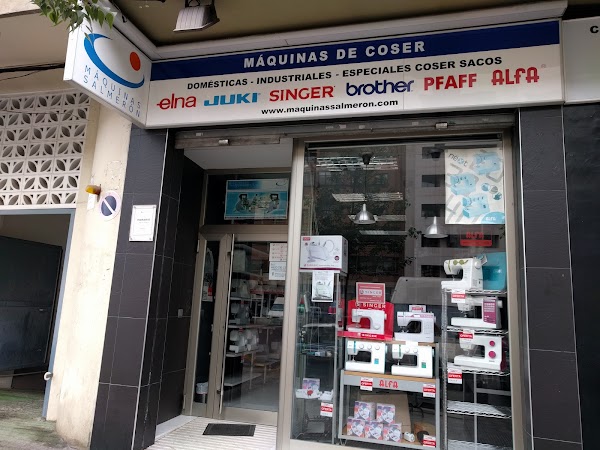 MÁQUINAS
SALMERON
MÁQUINAS DE COSER
DOMÉSTICAS - INDUSTRIALES - ESPECIALES COSER SACOS
elna JUKI SINGER brother PFAFF ALFA
www.maquinassalmeron.com
SINGER
ALFA